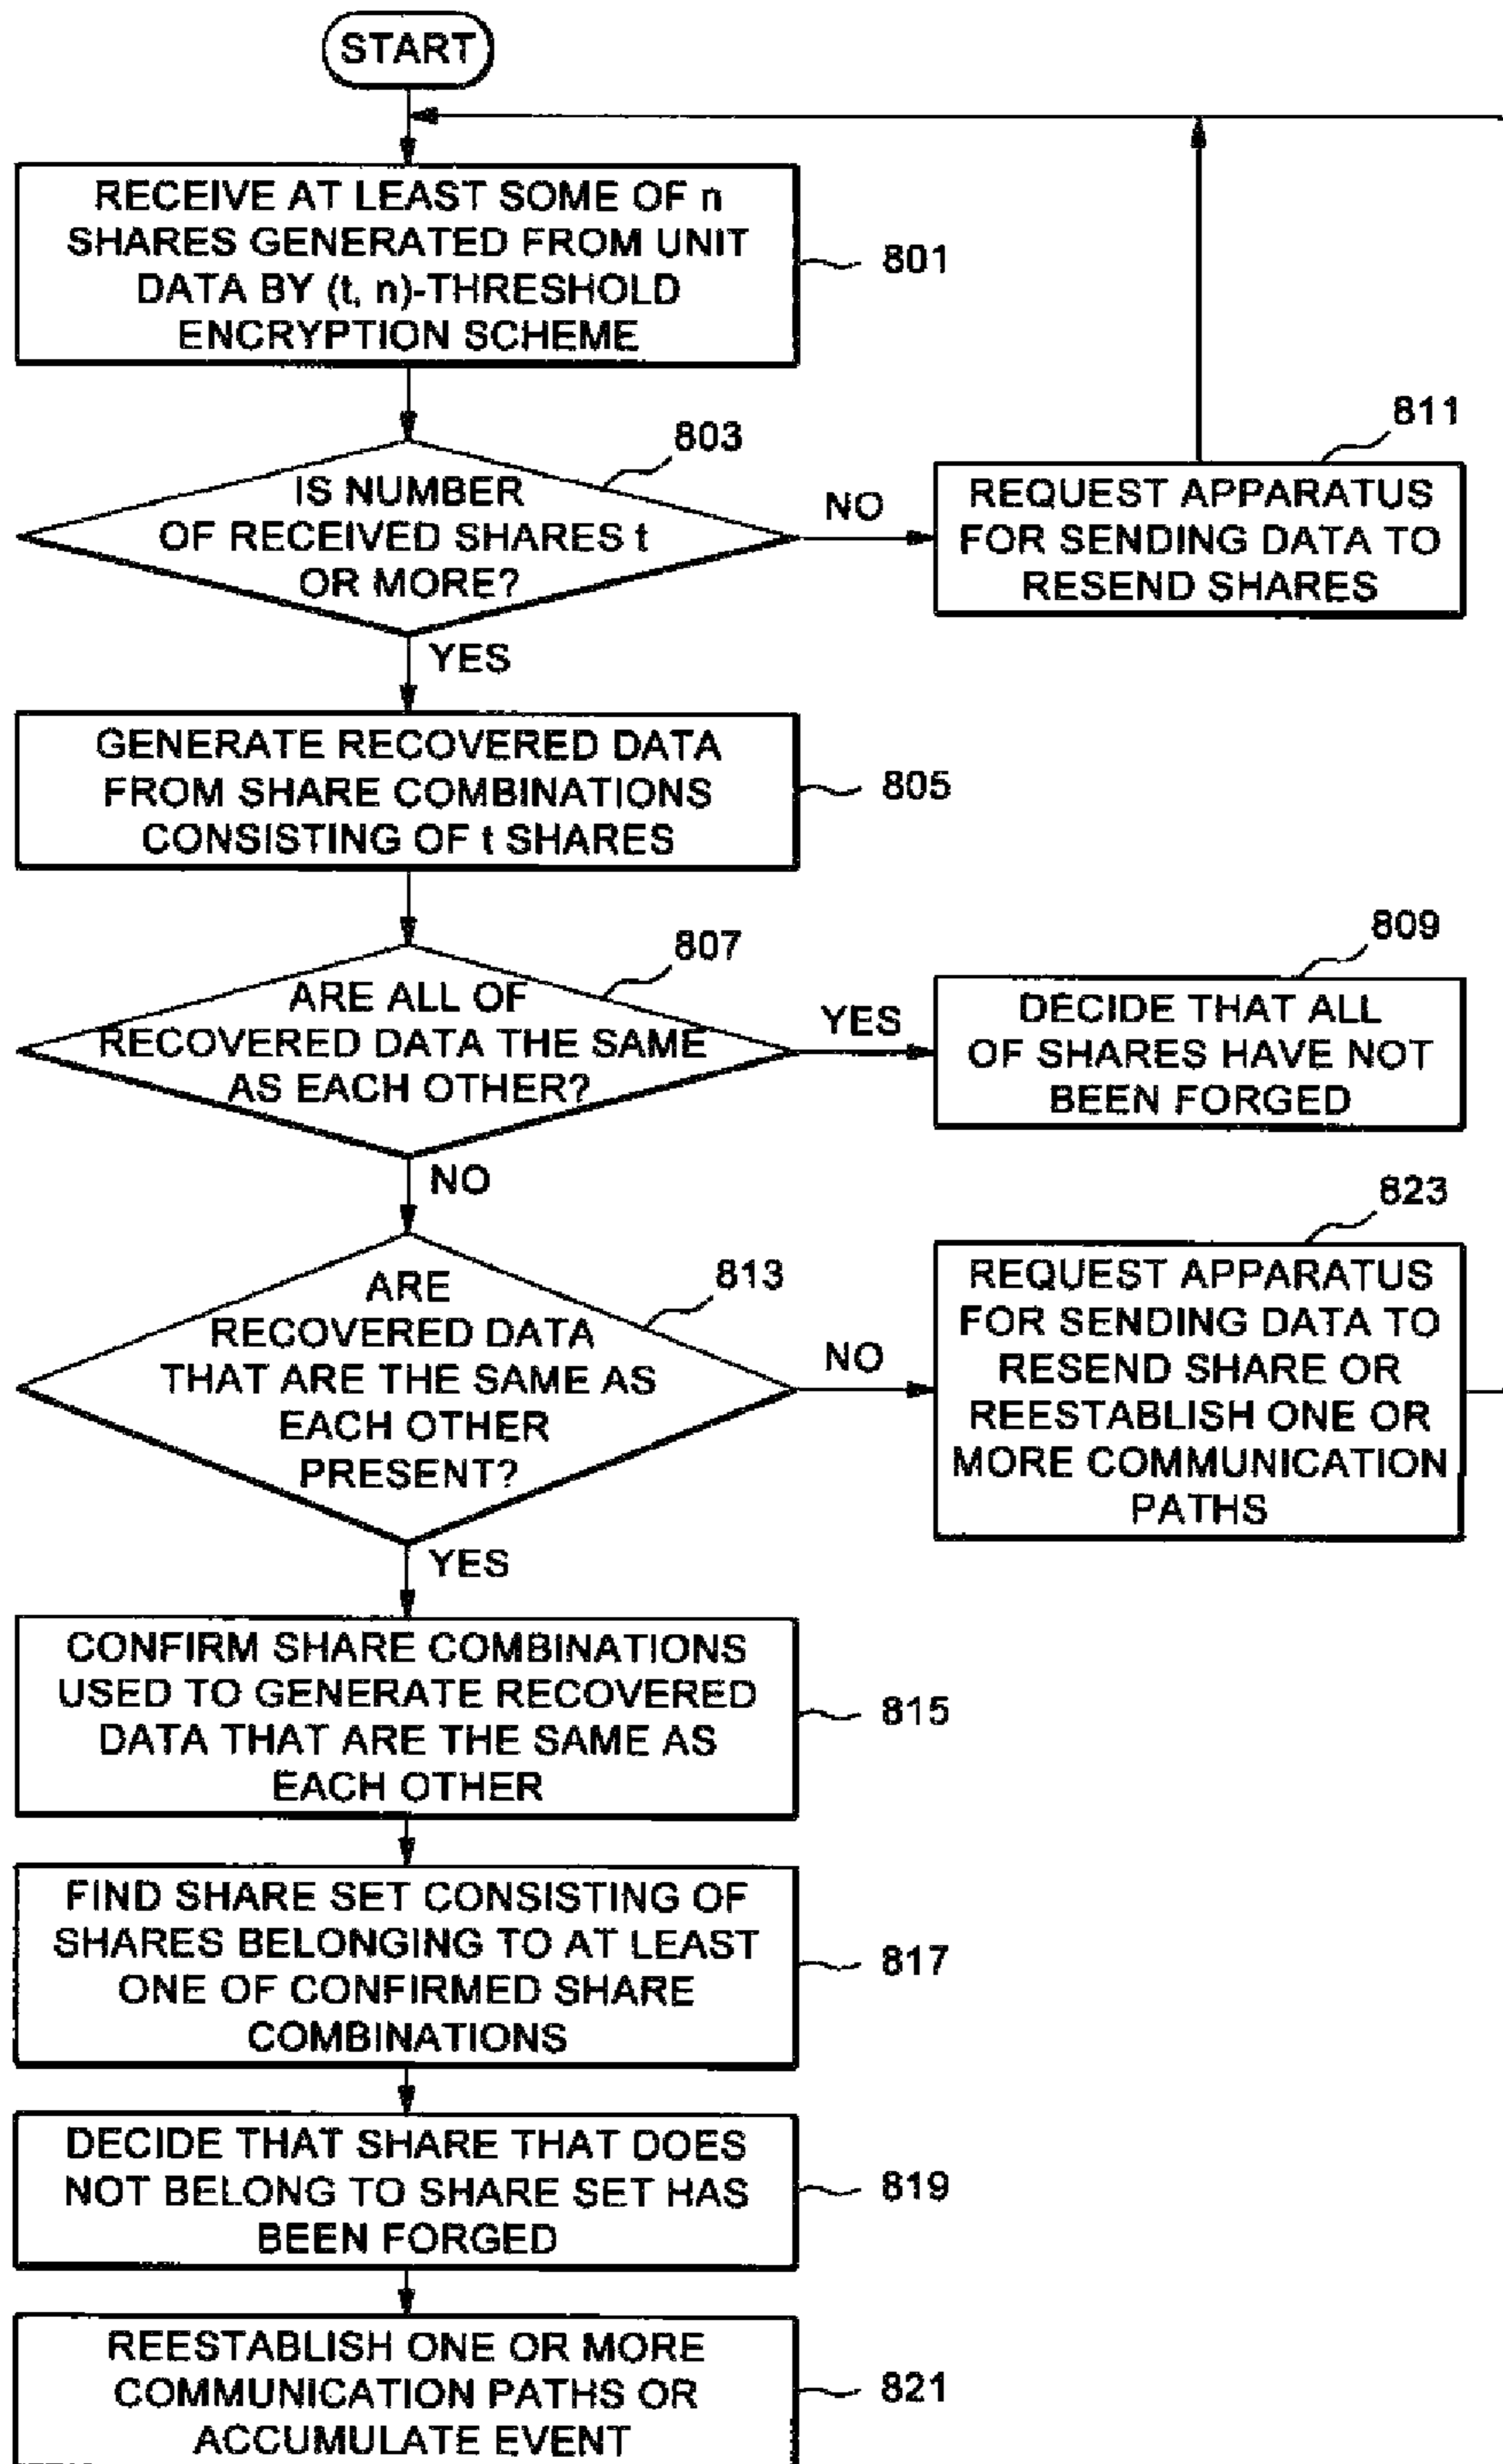 START
RECEIVE AT LEAST SOME OF n
SHARES GENERATED FROM UNIT
DATA BY (t, n)-THRESHOLD
ENCRYPTION SCHEME
801
803
IS NUMBER
OF RECEIVED SHARES t
OR MORE?
NO
811
REQUEST APPARATUS
FOR SENDING DATA TO
RESEND SHARES
YES
GENERATE RECOVERED DATA
FROM SHARE COMBINATIONS
CONSISTING OF t SHARES
805
807
ARE ALL OF
RECOVERED DATA THE SAME
AS EACH OTHER?
YES
809
DECIDE THAT ALL
OF SHARES HAVE NOT
BEEN FORGED
NO
813
ARE
RECOVERED DATA
THAT ARE THE SAME AS
EACH OTHER
PRESENT?
NO
823
REQUEST APPARATUS
FOR SENDING DATA TO
RESEND SHARE OR
REESTABLISH ONE OR
MORE COMMUNICATION
PATHS
YES
CONFIRM SHARE COMBINATIONS
USED TO GENERATE RECOVERED
DATA THAT ARE THE SAME AS
EACH OTHER
815
FIND SHARE SET CONSISTING OF
SHARES BELONGING TO AT LEAST
ONE OF CONFIRMED SHARE
COMBINATIONS
817
DECIDE THAT SHARE THAT DOES
NOT BELONG TO SHARE SET HAS
BEEN FORGED
819
REESTABLISH ONE OR MORE
COMMUNICATION PATHS OR
ACCUMULATE EVENT
821